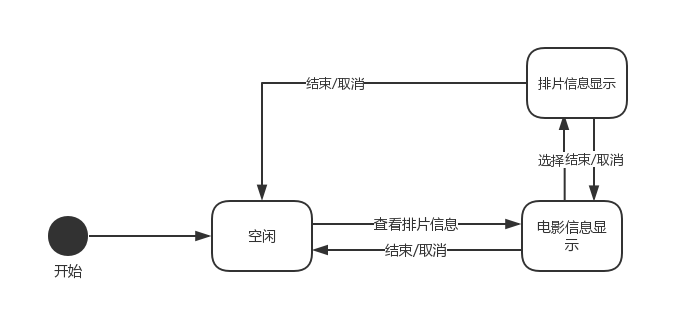 结束/取消
排片信息显示
选择
结束/取消
空闲
查看排片信息
电影信息显
示
结束/取消
开始